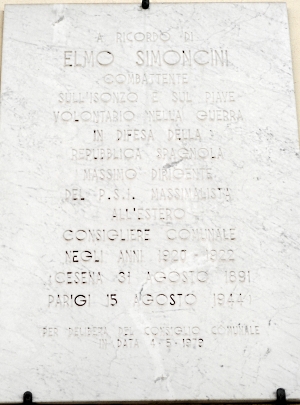 A RICORDO DI
ELMO SIMONCINI
COMBATTENTE
SULL'ISONZO E SUL PIAVE
VOLONTARIO NELLA GUERRA
IN DIFESA DELLA
REPUBBLICA SPAGNOLA
MASSIMO DIRIGENTE
DEL P.S.I. MASSIMALISTA
ALL'ESTERO
CONSIGLIERE COMUNALE
NEGLI ANNI 1921 - 1922
CESENA 31 AGOSTO 1891
PARIGI 15 AGOSTO 1944
PER DELIBERA DEL CONSIGLIO COMUNALE
IN DATA